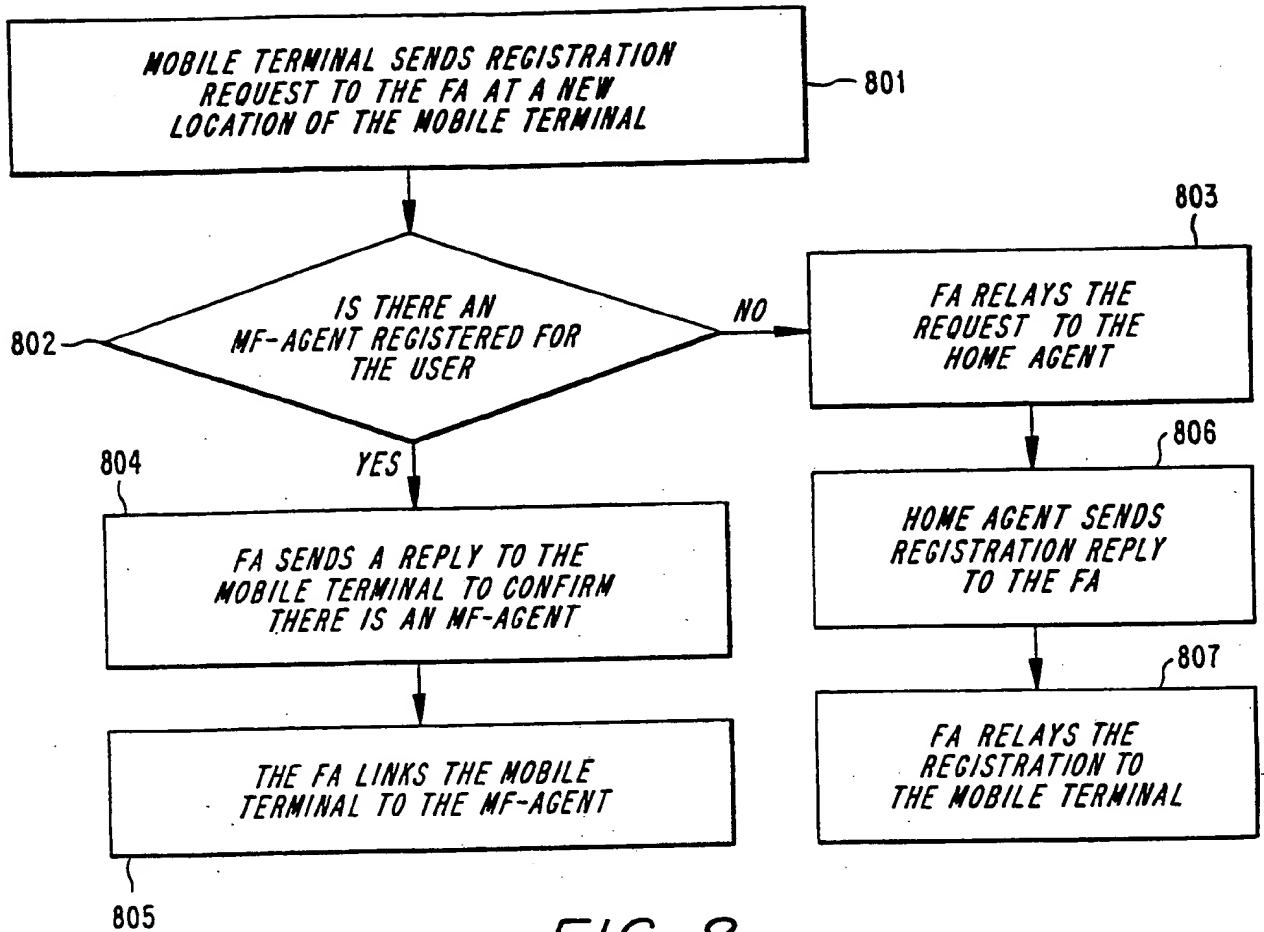 MOBILE TERMINAL SENDS REGISTRATION
REQUEST TO THE FA AT A NEW
LOCATION OF THE MOBILE TERMINAL
801
802
IS THERE AN
MF-AGENT REGISTERED FOR
THE USER
NO
803
FA RELAYS THE
REQUEST TO THE
HOME AGENT
YES
804
FA SENDS A REPLY TO THE
MOBILE TERMINAL TO CONFIRM
THERE IS AN MF-AGENT
806
HOME AGENT SENDS
REGISTRATION REPLY
TO THE FA
THE FA LINKS THE MOBILE
TERMINAL TO THE MF-AGENT
805
807
FA RELAYS THE
REGISTRATION TO
THE MOBILE TERMINAL
FIG. 8